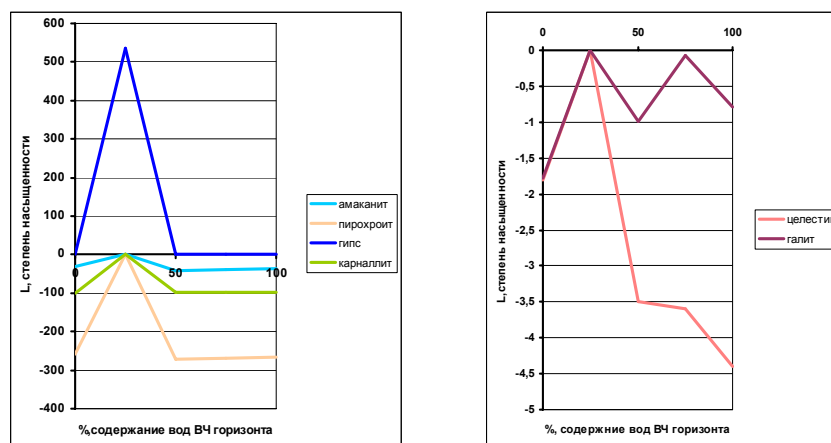 600
500
400
300
200
100
0
-100
-200
-300
-400
0
50
100
L, степень насыщенности
%,содержание вод ВЧ горизонта
амаканит
пирохроит
гипс
карналлит
0
50
100
0
-0,5
-1
-1,5
-2
-2,5
-3
-3,5
-4
-4,5
-5
L,степень насыщенности
%, содержние вод ВЧ горизонта
целестин
галит